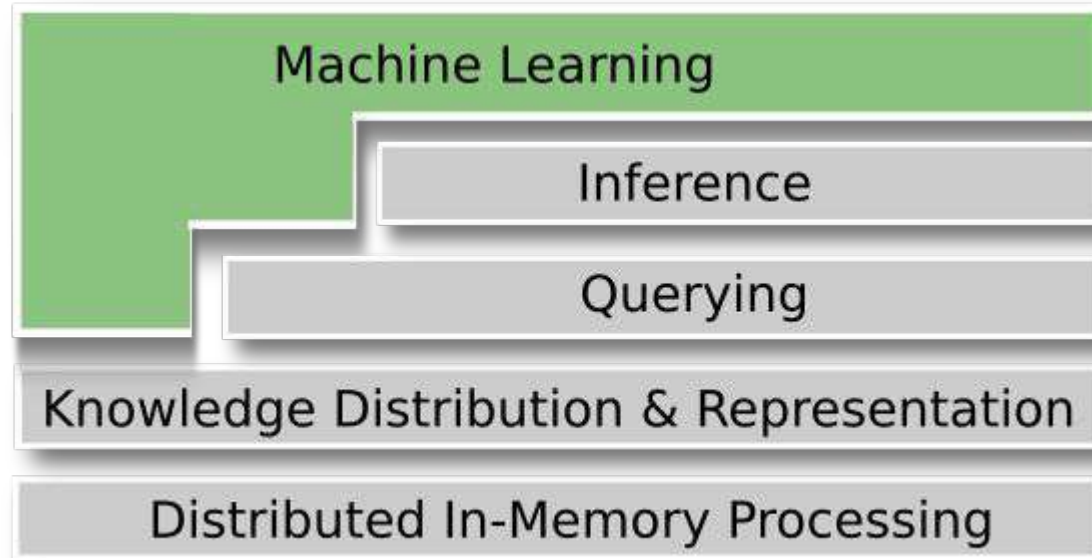 Machine Learning
Inference
Querying
Knowledge Distribution & Representation
Distributed In-Memory Processing